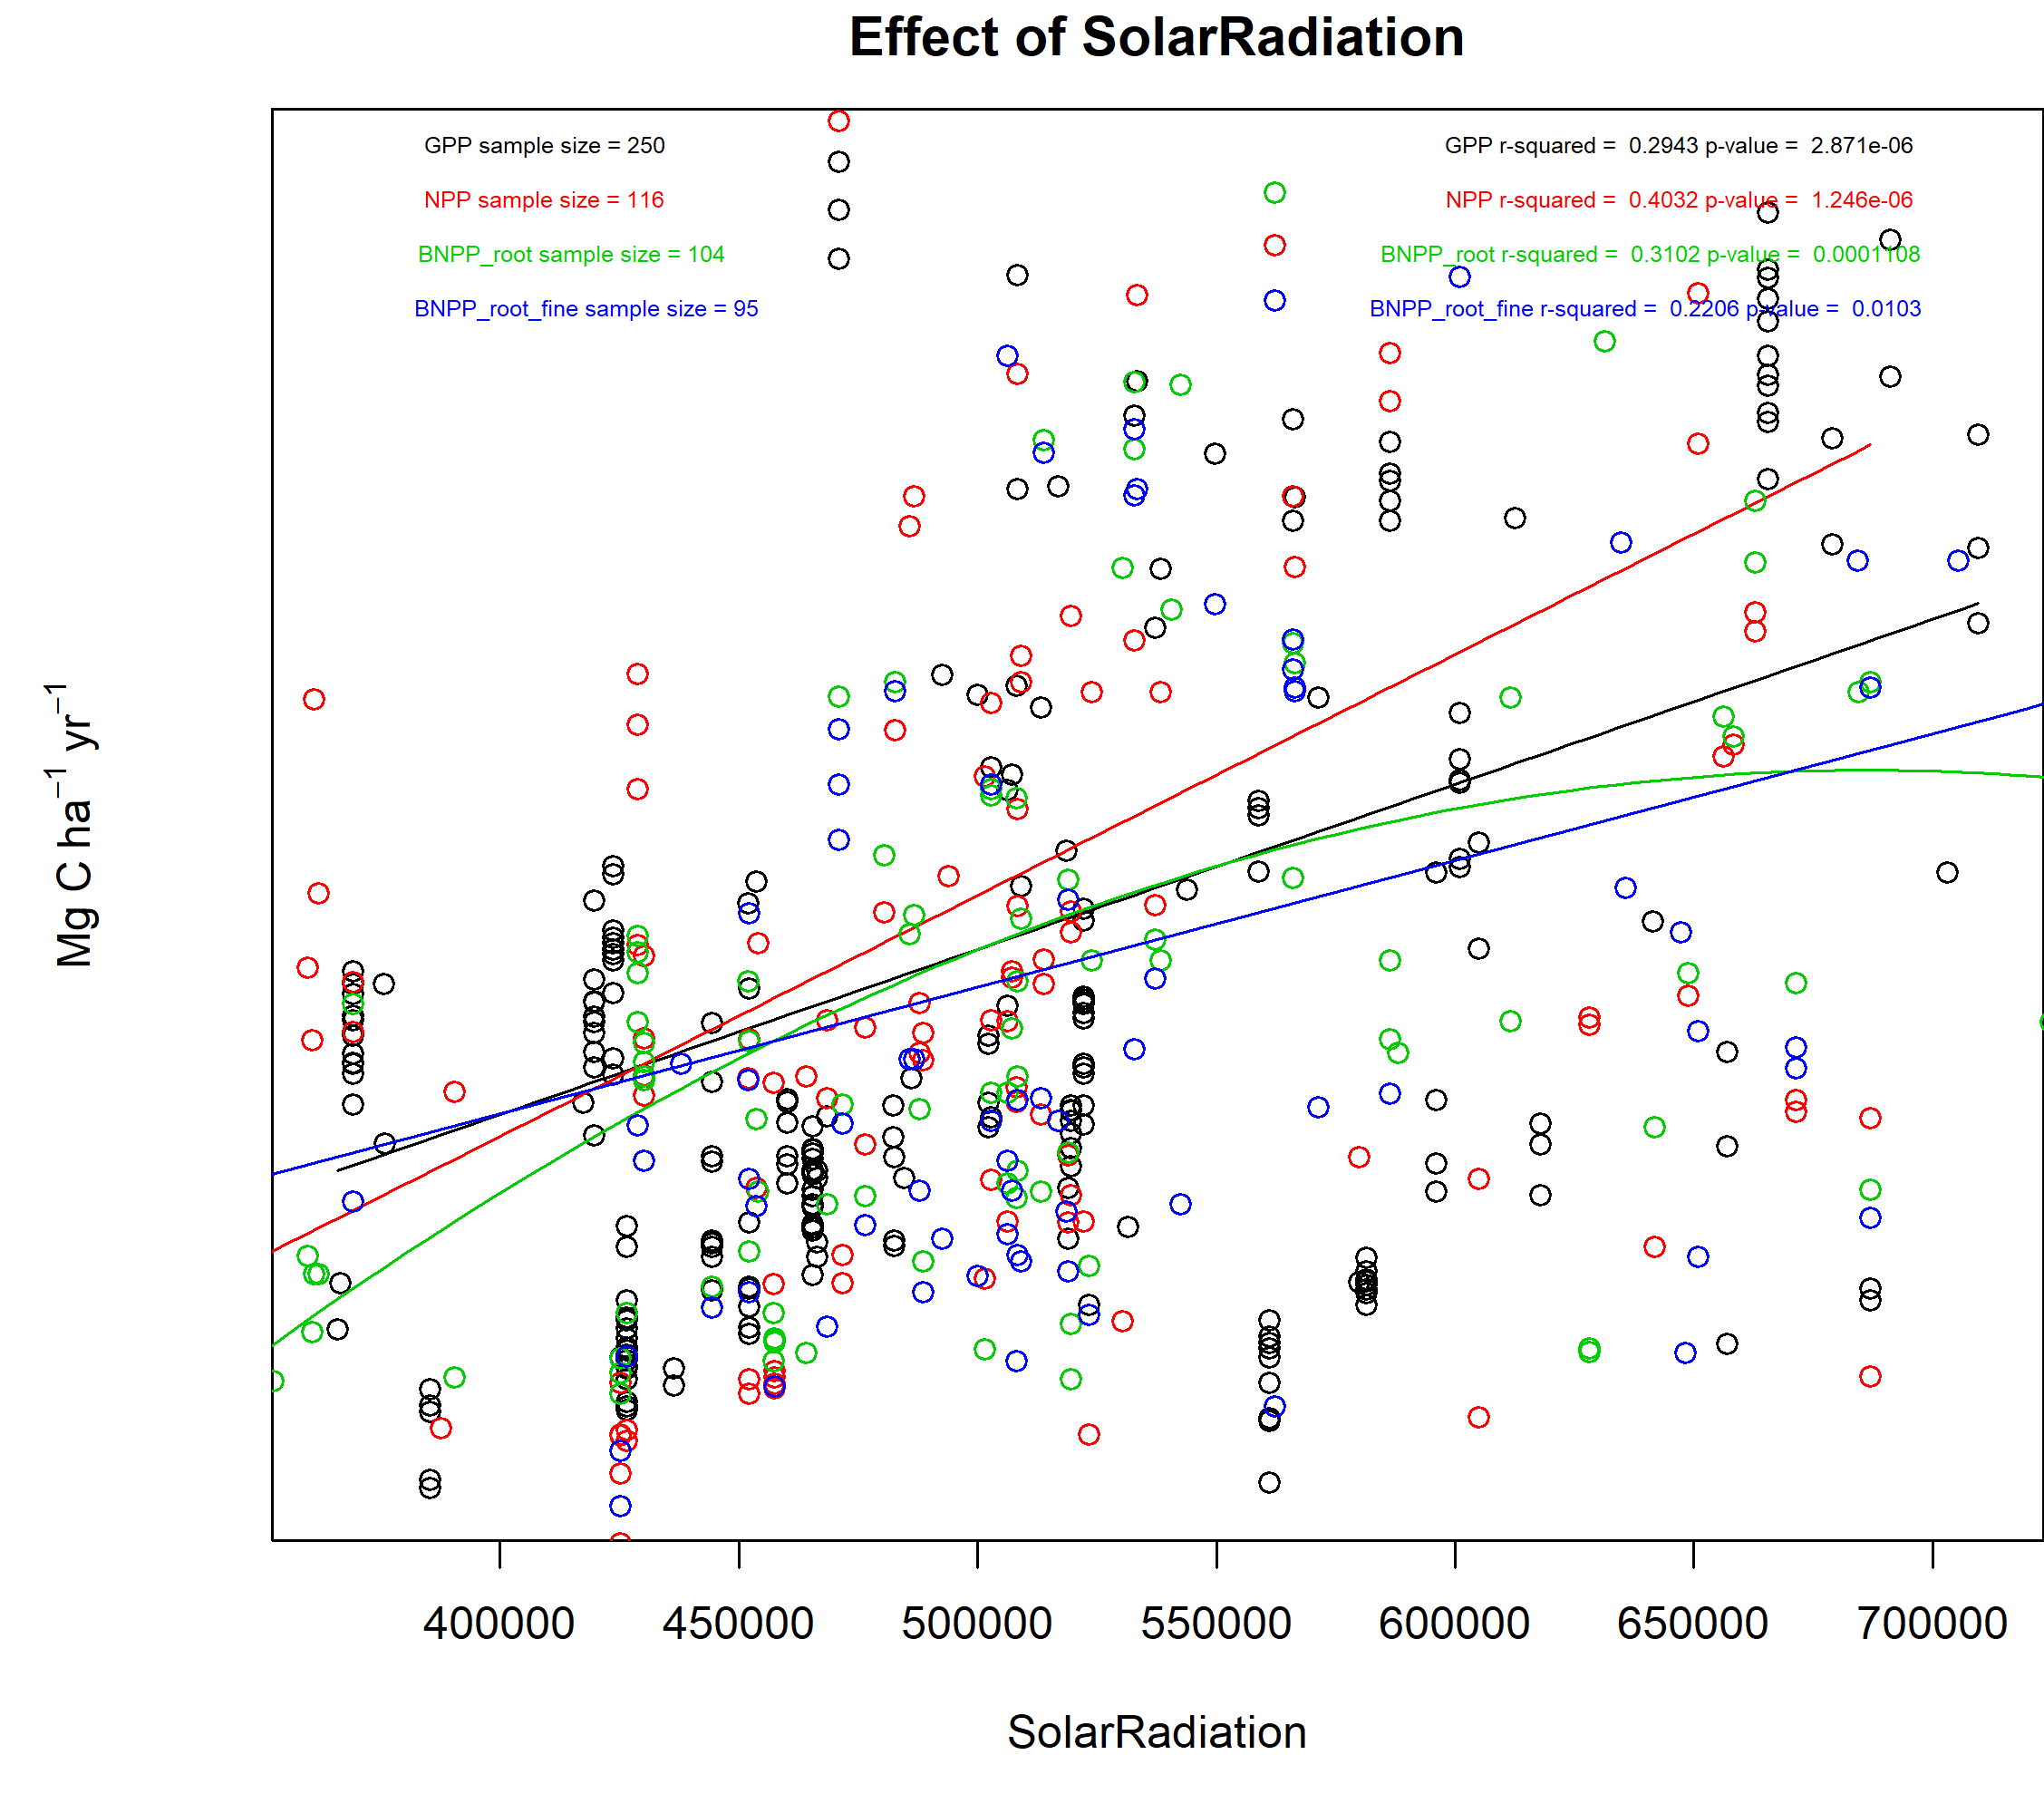 Effect of SolarRadiation
GPP sample size = 250
GPP r-squared = 0.2943 p-value = 2.871e-06
NPP sample size = 116
NPP r-squared = 0.4032 p-value = 1.246e-06
BNPP_root sample size = 104
BNPP_root r-squared = 0.3102 p-value = 0.0001108
BNPP_root_fine sample size = 95
BNPP_root_fine r-squared = 0.2206 p-value = 0.0103
Mg C ha⁻¹ yr⁻¹
400000 450000 500000 550000 600000 650000 700000
SolarRadiation